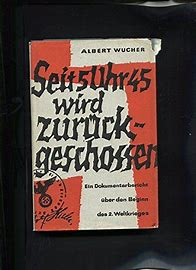 ALBERT WUCHER
Seit 5 Uhr 45
wird
zurück-
geschossen
Ein Dokumentarbericht
über den Beginn
des 2. Weltkrieges